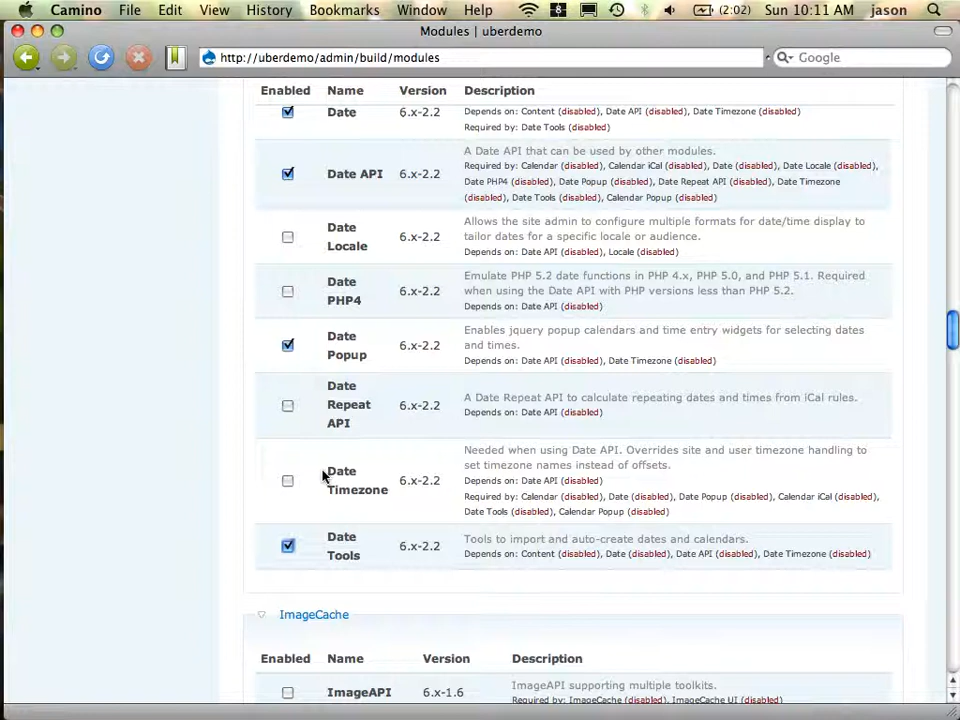 Camino File Edit View History Bookmarks Window Help 8 (2:02) Sun 10:11 AM jason
Modules | uberdemo
http://uberdemo/admin/build/modules
Google
Enabled Name Version Description
Date 6.x-2.2 Depends on: Content (disabled), Date API (disabled), Date Timezone (disabled)
Required by: Date Tools (disabled)
A Date API that can be used by other modules.
Date API 6.x-2.2 Required by: Calendar (disabled), Calendar iCal (disabled), Date (disabled), Date Locale (disabled),
Date PHP4 (disabled), Date Popup (disabled), Date Repeat API (disabled), Date Timezone
(disabled), Date Tools (disabled), Calendar Popup (disabled)
Date Locale 6.x-2.2 Allows the site admin to configure multiple formats for date/time display to
tailor dates for a specific locale or audience.
Depends on: Date API (disabled), Locale (disabled)
Date PHP4 6.x-2.2 Emulate PHP 5.2 date functions in PHP 4.x, PHP 5.0, and PHP 5.1. Required
when using the Date API with PHP versions less than PHP 5.2.
Depends on: Date API (disabled)
Date Popup 6.x-2.2 Enables jquery popup calendars and time entry widgets for selecting dates
and times.
Depends on: Date API (disabled), Date Timezone (disabled)
Date Repeat API 6.x-2.2 A Date Repeat API to calculate repeating dates and times from iCal rules.
Depends on: Date API (disabled)
Date Timezone 6.x-2.2 Needed when using Date API. Overrides site and user timezone handling to
set timezone names instead of offsets.
Depends on: Date API (disabled)
Required by: Calendar (disabled), Date (disabled), Date Popup (disabled), Calendar iCal (disabled),
Date Tools (disabled), Calendar Popup (disabled)
Date Tools 6.x-2.2 Tools to import and auto-create dates and calendars.
Depends on: Content (disabled), Date (disabled), Date API (disabled), Date Timezone (disabled)
ImageCache
Enabled Name Version Description
ImageAPI 6.x-1.6 ImageAPI supporting multiple toolkits.
Required by: ImageCache (disabled), ImageCache UI (disabled)